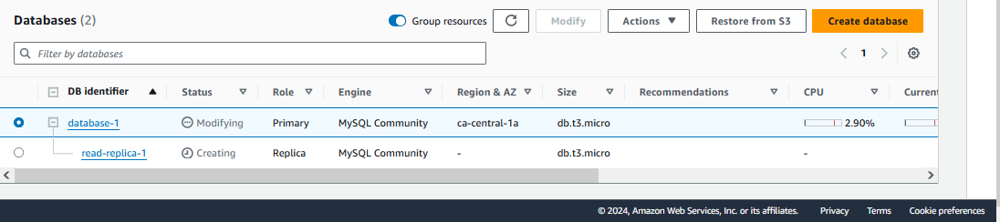 Databases (2)
Group resources
Modify
Actions
Restore from S3
Create database
Filter by databases
1
DB identifier Status Role Engine Region & AZ Size Recommendations CPU Current
database-1 Modifying Primary MySQL Community ca-central-1a db.t3.micro 2.90%
read-replica-1 Creating Replica MySQL Community - db.t3.micro -
© 2024, Amazon Web Services, Inc. or its affiliates. Privacy Terms Cookie preferences